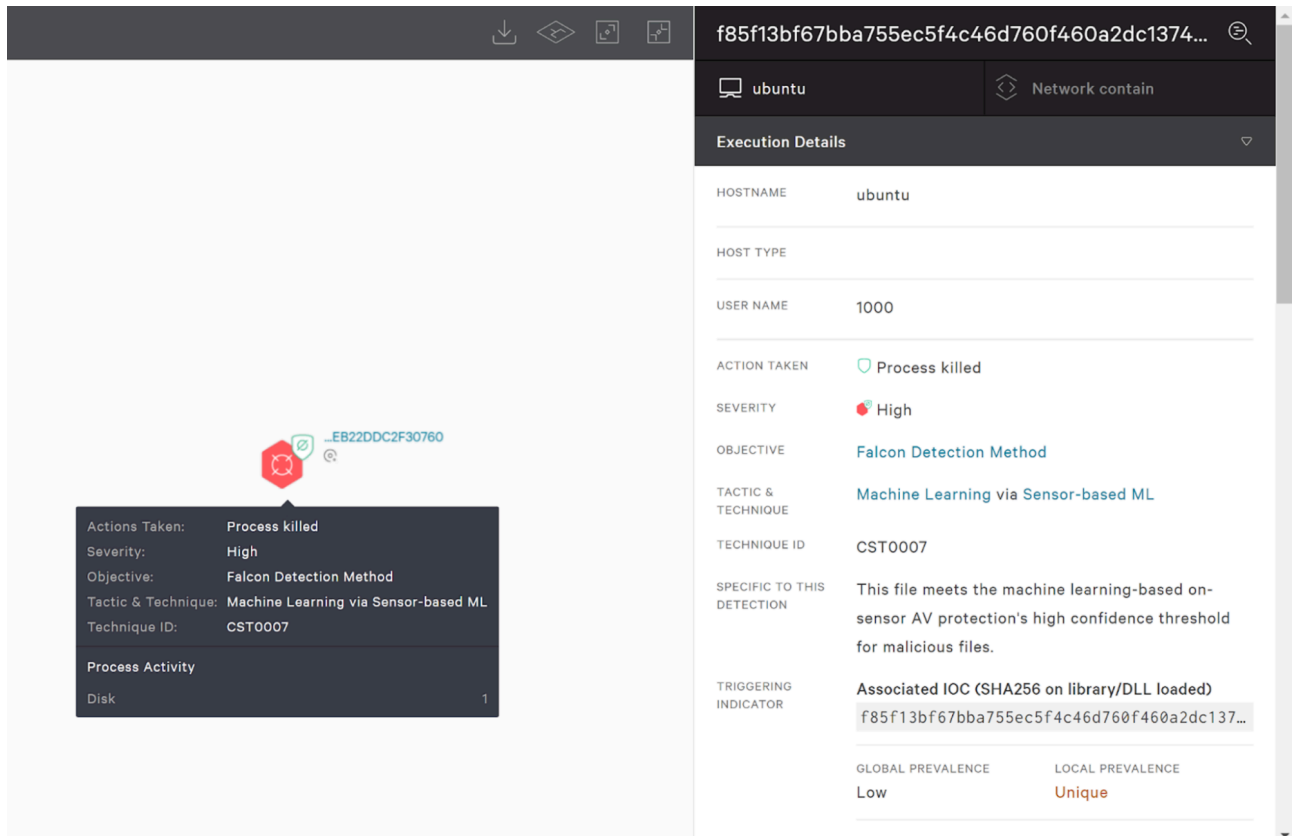 f85f13bf67bba755ec5f4c46d760f460a2dc1374...
ubuntu
Network contain
Execution Details
HOSTNAME ubuntu
HOST TYPE
USER NAME 1000
ACTION TAKEN Process killed
SEVERITY High
OBJECTIVE Falcon Detection Method
TACTIC & TECHNIQUE Machine Learning via Sensor-based ML
TECHNIQUE ID CST0007
SPECIFIC TO THIS DETECTION
This file meets the machine learning-based on-
sensor AV protection's high confidence threshold
for malicious files.
TRIGGERING INDICATOR
Associated IOC (SHA256 on library/DLL loaded)
f85f13bf67bba755ec5f4c46d760f460a2dc137...
GLOBAL PREVALENCE LOCAL PREVALENCE
Low Unique
...EB22DDC2F30760
Actions Taken: Process killed
Severity: High
Objective: Falcon Detection Method
Tactic & Technique: Machine Learning via Sensor-based ML
Technique ID: CST0007
Process Activity
Disk 1